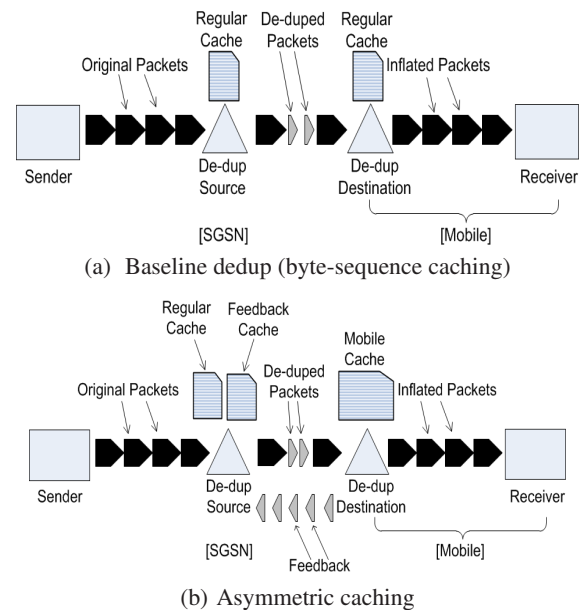 Regular
Cache
De-duped
Packets
Regular
Cache
Original Packets
Inflated Packets
Sender
De-dup
Source
De-dup
Destination
Receiver
[SGSN]
[Mobile]
(a) Baseline dedup (byte-sequence caching)
Regular
Cache
Feedback
Cache
Mobile
Cache
De-duped
Packets
Original Packets
Inflated Packets
Sender
De-dup
Source
De-dup
Destination
Receiver
[SGSN]
Feedback
[Mobile]
(b) Asymmetric caching